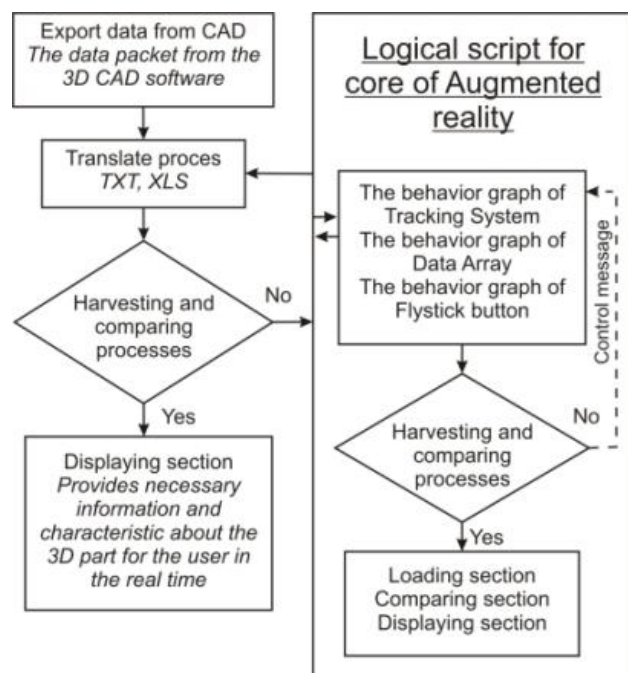 Export data from CAD
The data packet from the
3D CAD software
Translate proces
TXT, XLS
Harvesting and
comparing
processes
No
Yes
Displaying section
Provides necessary
information and
characteristic about the
3D part for the user in
the real time
Logical script for
core of Augmented
reality
The behavior graph of
Tracking System
The behavior graph of
Data Array
The behavior graph of
Flystick button
Control message
Harvesting and
comparing
processes
No
Yes
Loading section
Comparing section
Displaying section